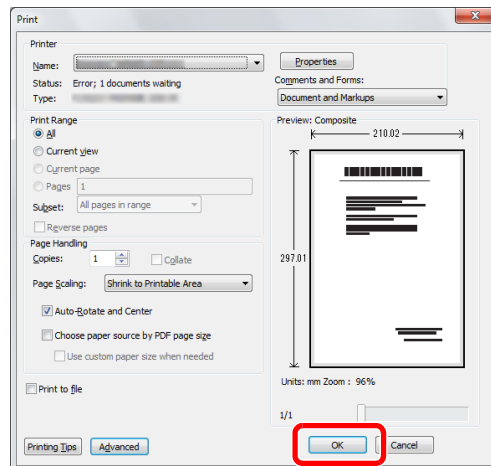 Print
Printer
Name:
Properties
Status: Error; 1 documents waiting
Comments and Forms:
Type:
Document and Markups
Print Range
All
Current view
Current page
Pages 1
Subset: All pages in range
Reverse pages
Page Handling
Copies: 1 Collate
Page Scaling: Shrink to Printable Area
Auto-Rotate and Center
Choose paper source by PDF page size
Use custom paper size when needed
Print to file
Preview: Composite
210.02
297.01
Units: mm Zoom : 96%
1/1
Printing Tips Advanced OK Cancel